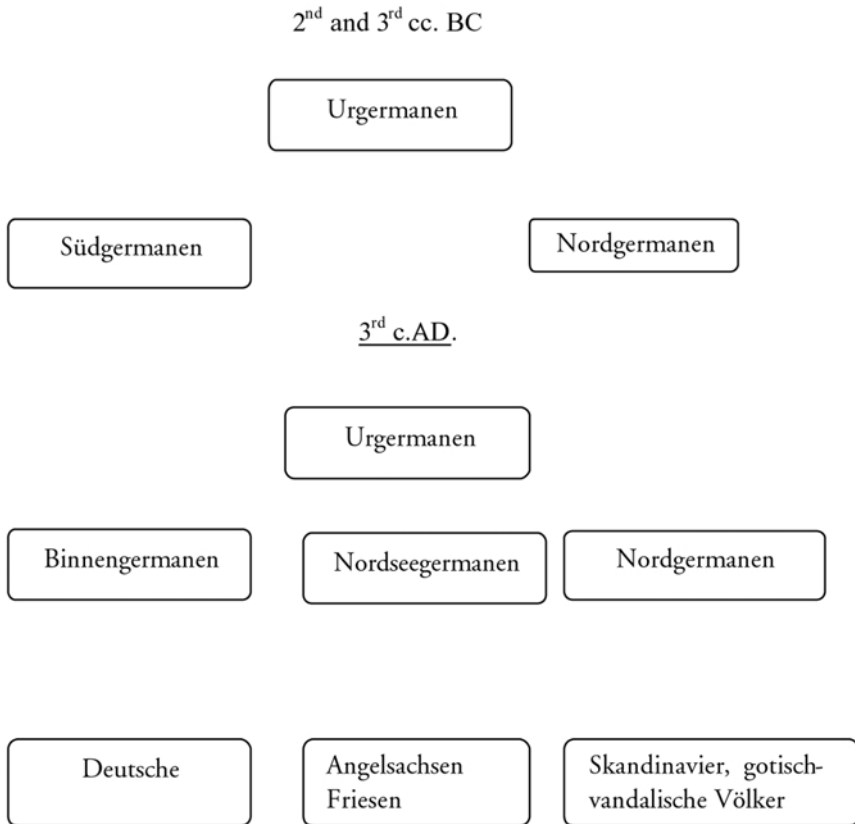 2nd and 3rd cc. BC
Urgermanen
Südgermanen
Nordgermanen
3rd c.AD.
Urgermanen
Binnengermanen
Nordseegermanen
Nordgermanen
Deutsche
Angelsachsen
Friesen
Skandinavier, gotisch-
vandalische Völker